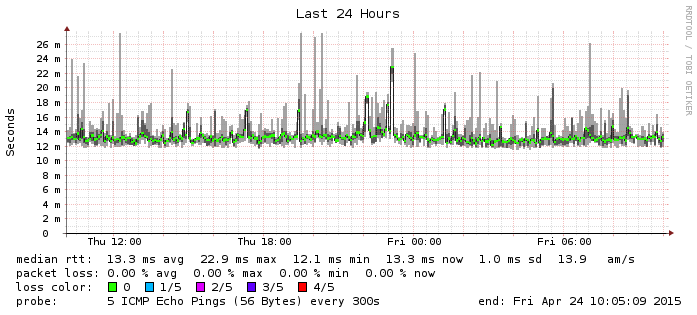 Last 24 Hours
RRDTOOL / TOBI OETIKER
Seconds
26 m
24 m
22 m
20 m
18 m
16 m
14 m
12 m
10 m
8 m
6 m
4 m
2 m
0
Thu 12:00 Thu 18:00 Fri 00:00 Fri 06:00
median rtt: 13.3 ms avg 22.9 ms max 12.1 ms min 13.3 ms now 1.0 ms sd 13.9 am/s
packet loss: 0.00 % avg 0.00 % max 0.00 % min 0.00 % now
loss color: 0 1/5 2/5 3/5 4/5
probe: 5 ICMP Echo Pings (56 Bytes) every 300s end: Fri Apr 24 10:05:09 2015